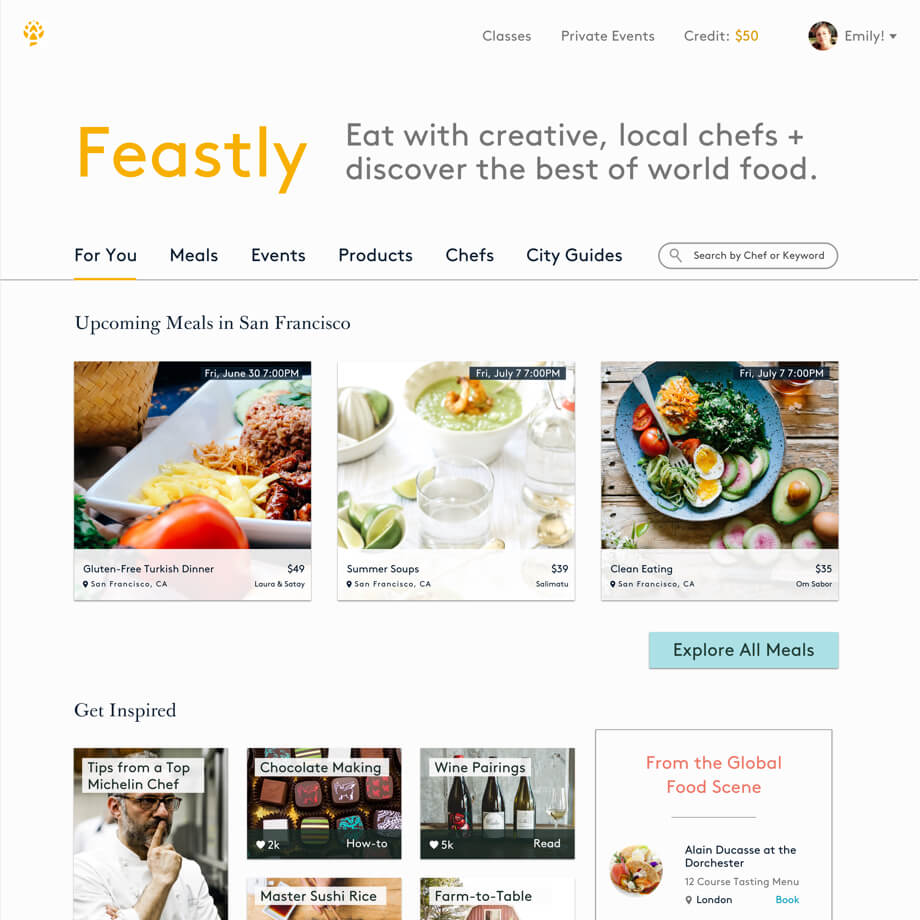 Classes Private Events Credit: $50 Emily!
Feastly
Eat with creative, local chefs +
discover the best of world food.
For You Meals Events Products Chefs City Guides Search by Chef or Keyword
Upcoming Meals in San Francisco
Fri, June 30 7:00PM
Gluten-Free Turkish Dinner $49
San Francisco, CA Laura & Satay
Fri, July 7 7:00PM
Summer Soups $39
San Francisco, CA Salimatu
Fri, July 7 7:00PM
Clean Eating $35
San Francisco, CA Om Sabor
Explore All Meals
Get Inspired
Tips from a Top
Michelin Chef
Chocolate Making
2k How-to
Wine Pairings
5k Read
Master Sushi Rice
Farm-to-Table
From the Global
Food Scene
Alain Ducasse at the
Dorchester
12 Course Tasting Menu
London Book